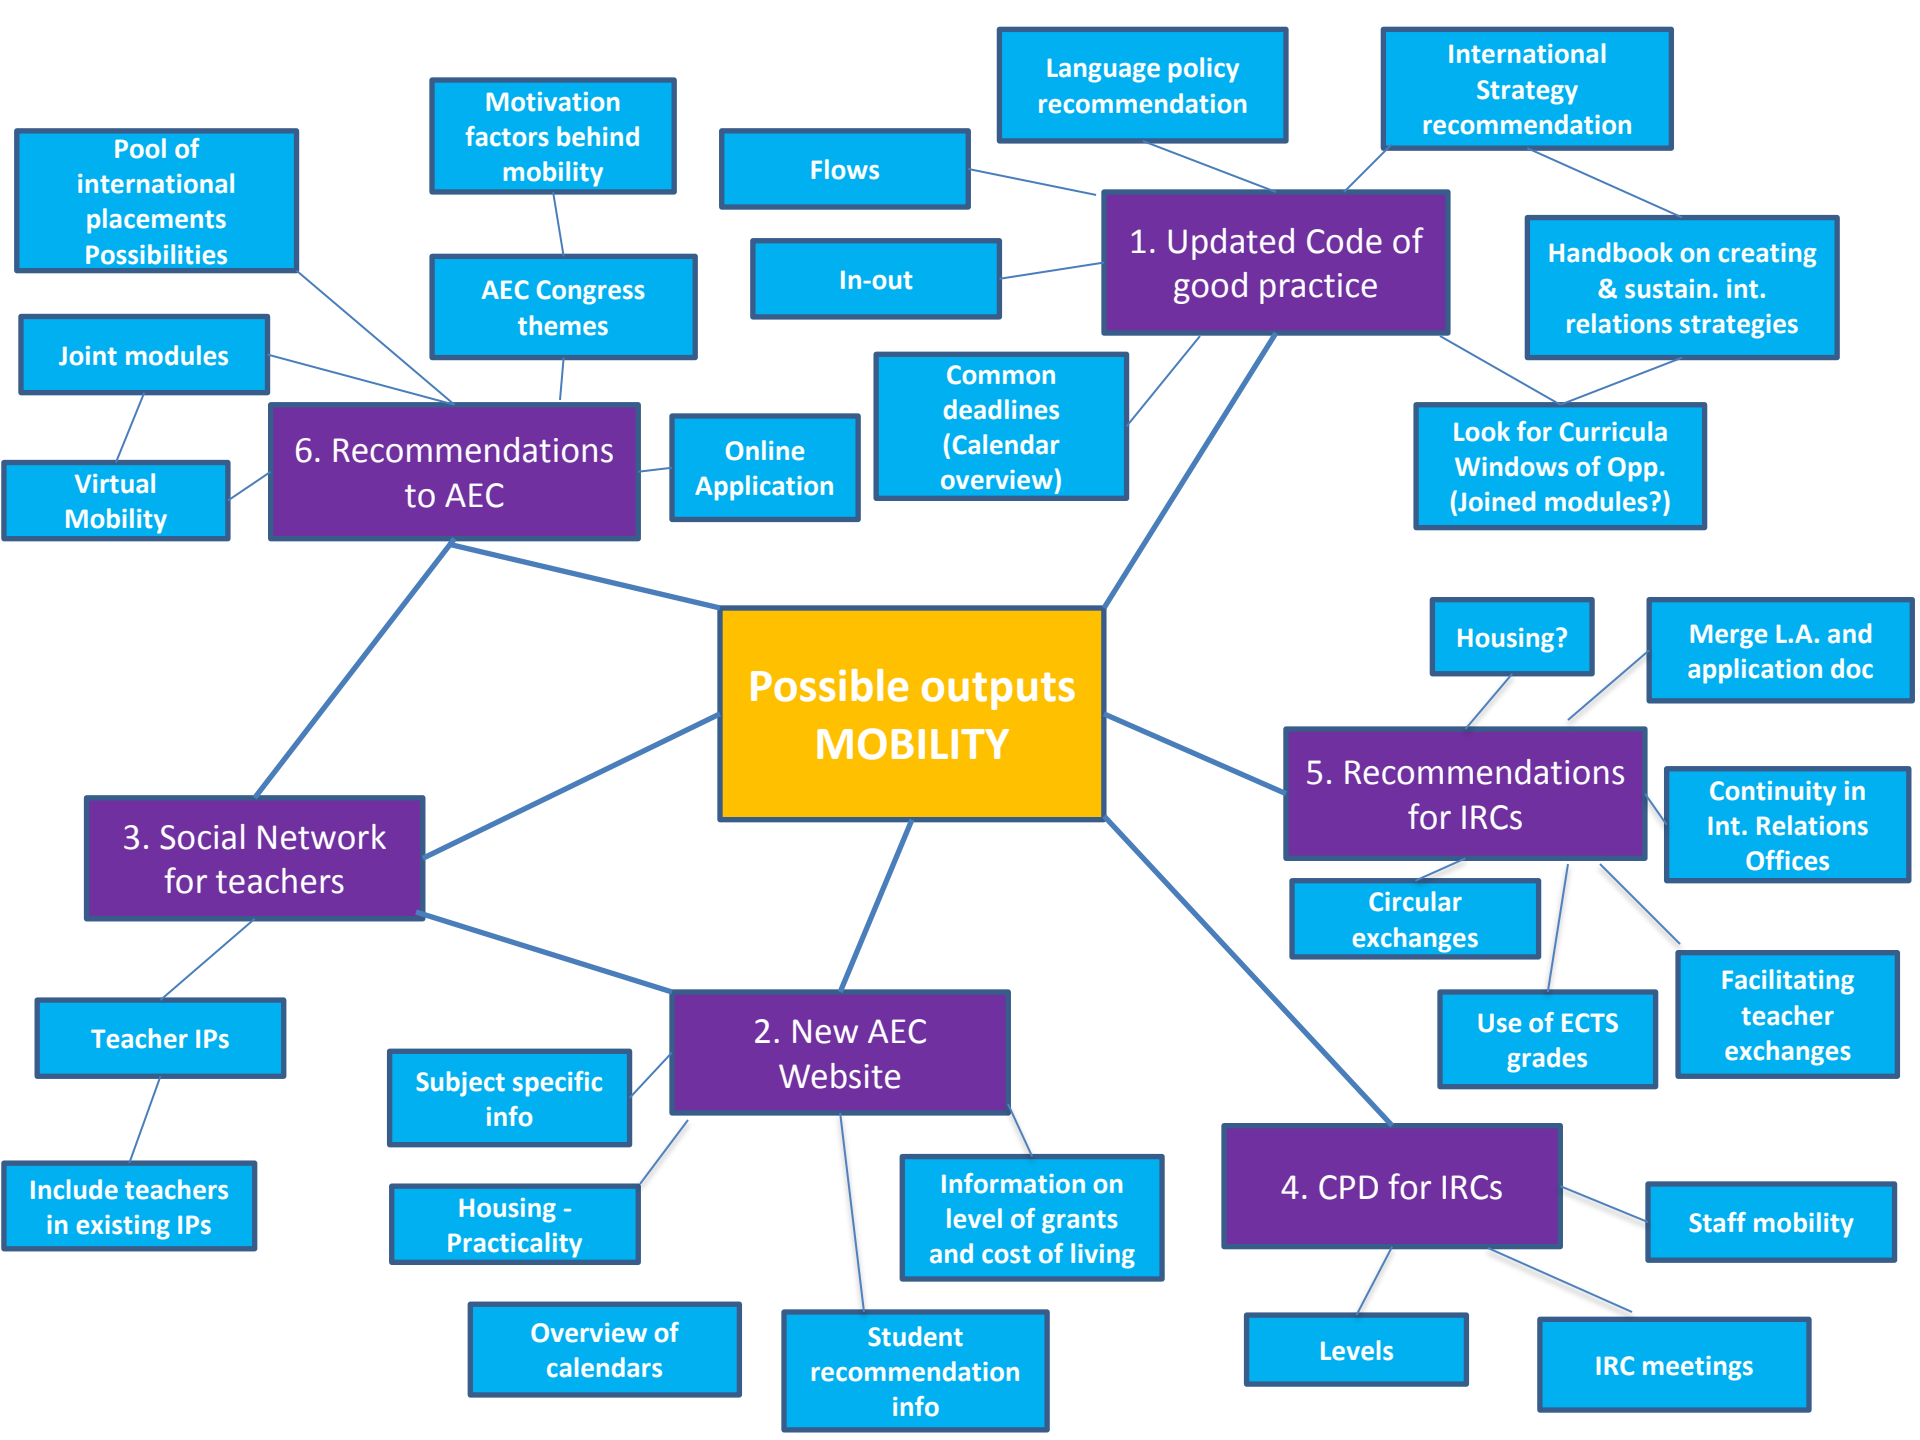 Language policy
recommendation
International
Strategy
recommendation
Motivation
factors behind
mobility
Pool of
international
placements
Possibilities
Flows
1. Updated Code of
good practice
Handbook on creating
& sustain. int.
relations strategies
In-out
AEC Congress
themes
Joint modules
Common
deadlines
(Calendar
overview)
Look for Curricula
Windows of Opp.
(Joined modules?)
6. Recommendations
to AEC
Online
Application
Virtual
Mobility
Possible outputs
MOBILITY
Housing?
Merge L.A. and
application doc
5. Recommendations
for IRCs
Continuity in
Int. Relations
Offices
3. Social Network
for teachers
Circular
exchanges
Facilitating
teacher
exchanges
Use of ECTS
grades
Teacher IPs
2. New AEC
Website
Subject specific
info
Include teachers
in existing IPs
Housing -
Practicality
Information on
level of grants
and cost of living
4. CPD for IRCs
Staff mobility
Overview of
calendars
Student
recommendation
info
Levels
IRC meetings